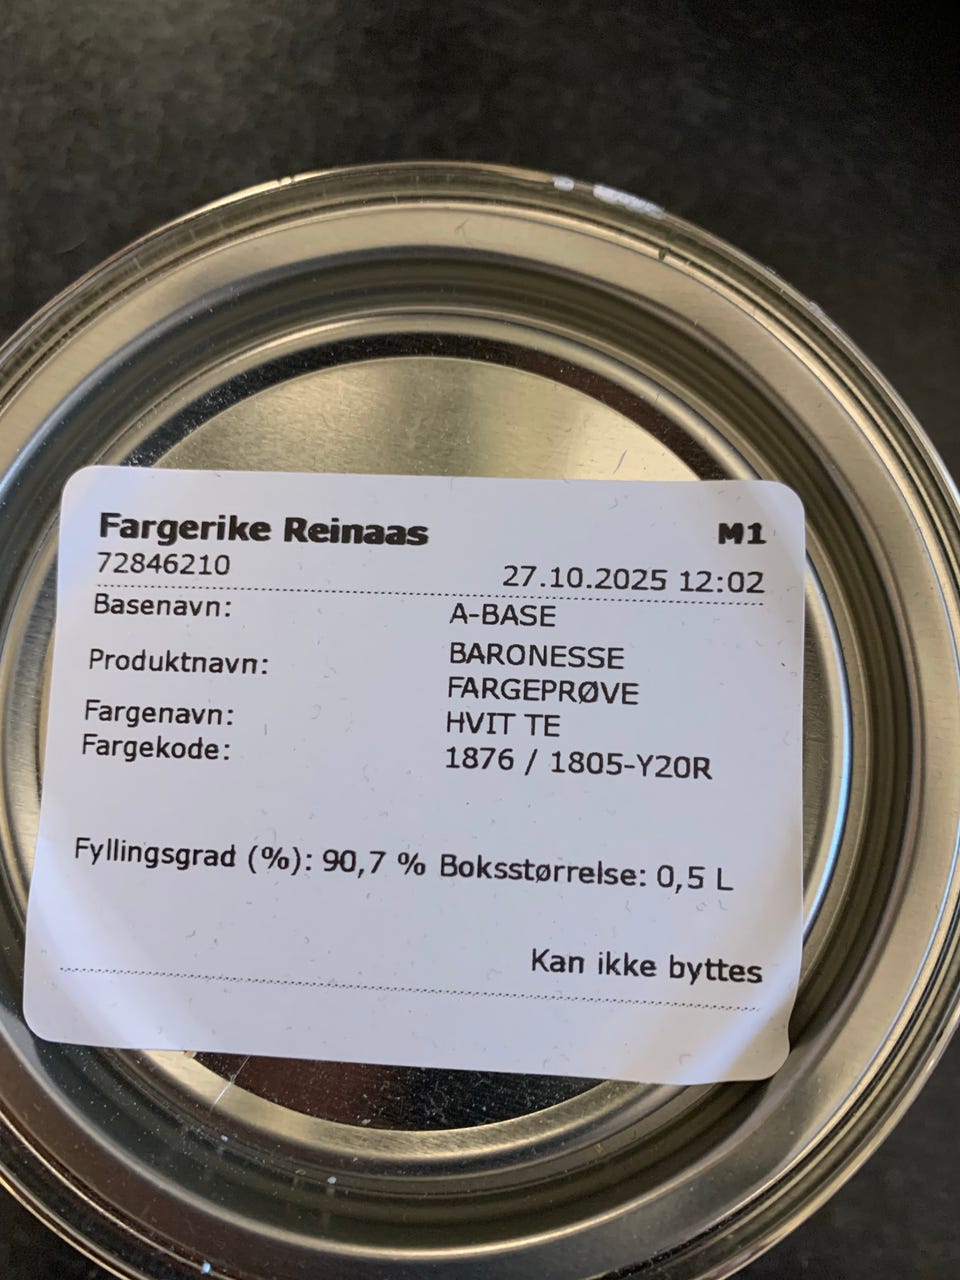 Fargerike Reinaas M1
72846210 27.10.2025 12:02
Basenavn: A-BASE
Produktnavn: BARONESSE
FARGEPRØVE
Fargenavn: HVIT TE
Fargekode: 1876 / 1805-Y20R
Fyllingsgrad (%): 90,7 % Boksstørrelse: 0,5 L
Kan ikke byttes